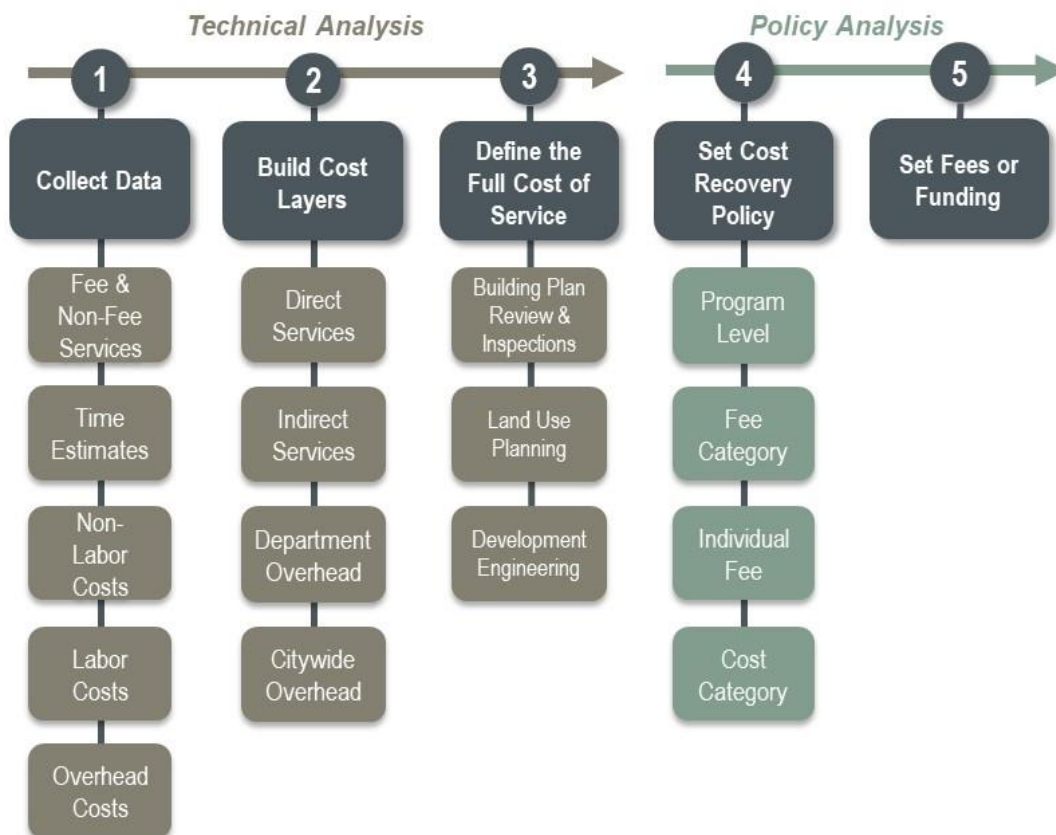 Technical Analysis
Policy Analysis
1
2
3
4
5
Collect Data
Build Cost
Layers
Define the
Full Cost of
Service
Set Cost
Recovery
Policy
Set Fees or
Funding
Fee &
Non-Fee
Services
Time
Estimates
Non-
Labor
Costs
Labor
Costs
Overhead
Costs
Direct
Services
Indirect
Services
Department
Overhead
Citywide
Overhead
Building Plan
Review &
Inspections
Land Use
Planning
Development
Engineering
Program
Level
Fee
Category
Individual
Fee
Cost
Category